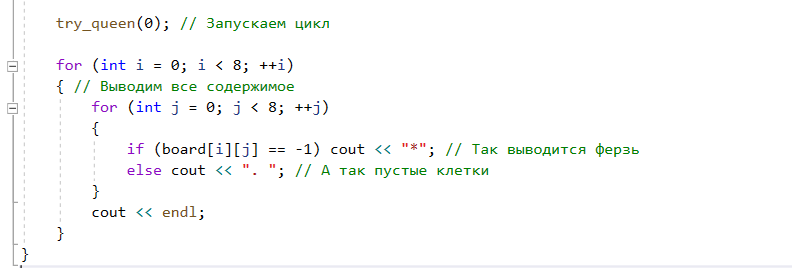 try_queen(0); // Запускаем цикл
for (int i = 0; i < 8; ++i)
{ // Выводим все содержимое
for (int j = 0; j < 8; ++j)
{
if (board[i][j] == -1) cout << "*"; // Так выводится ферзь
else cout << ". "; // А так пустые клетки
}
cout << endl;
}
}